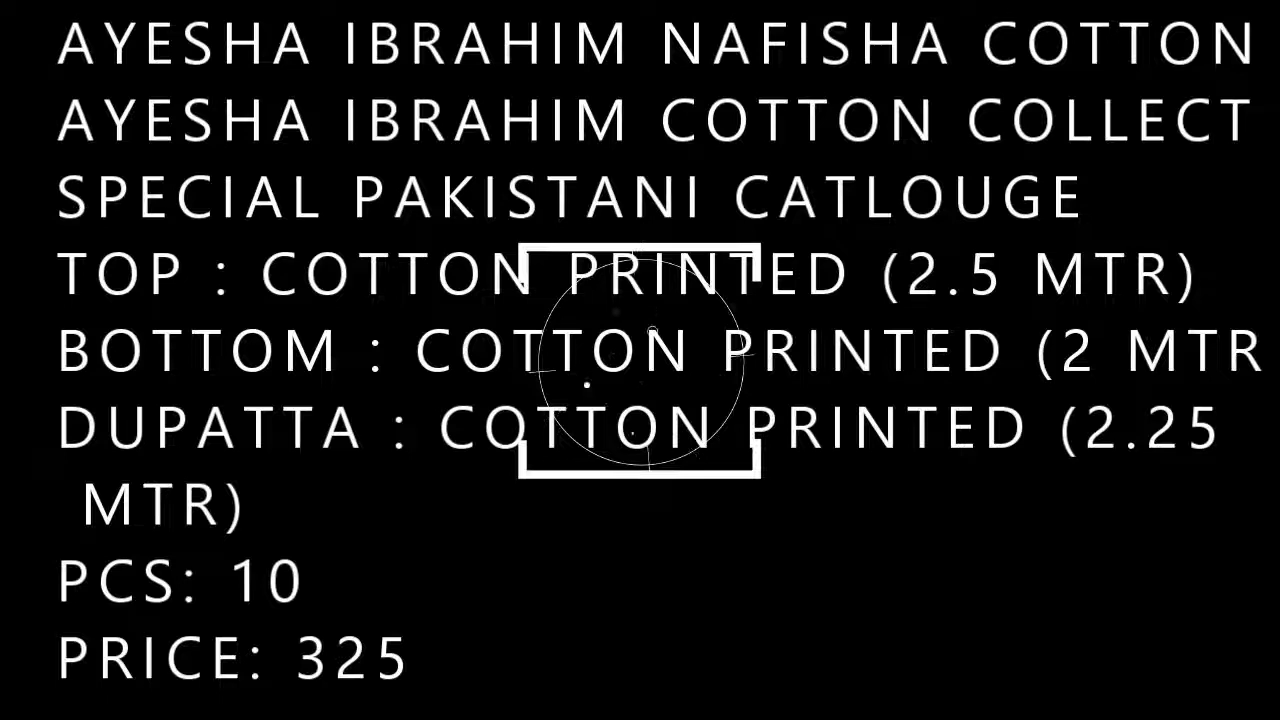 AYESHA IBRAHIM NAFISHA COTTON
AYESHA IBRAHIM COTTON COLLECT
SPECIAL PAKISTANI CATLOUGE
TOP : COTTON PRINTED (2.5 MTR)
BOTTOM : COTTON PRINTED (2 MTR
DUPATTA : COTTON PRINTED (2.25
MTR)
PCS: 10
PRICE: 325